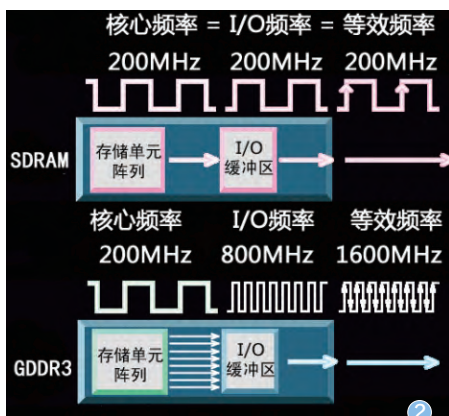 核心频率 = I/O频率 = 等效频率
200MHz 200MHz 200MHz
SDRAM
存储单元
阵列
I/O
缓冲区
核心频率 I/O频率 等效频率
200MHz 800MHz 1600MHz
GDDR3
存储单元
阵列
I/O
缓冲区
2